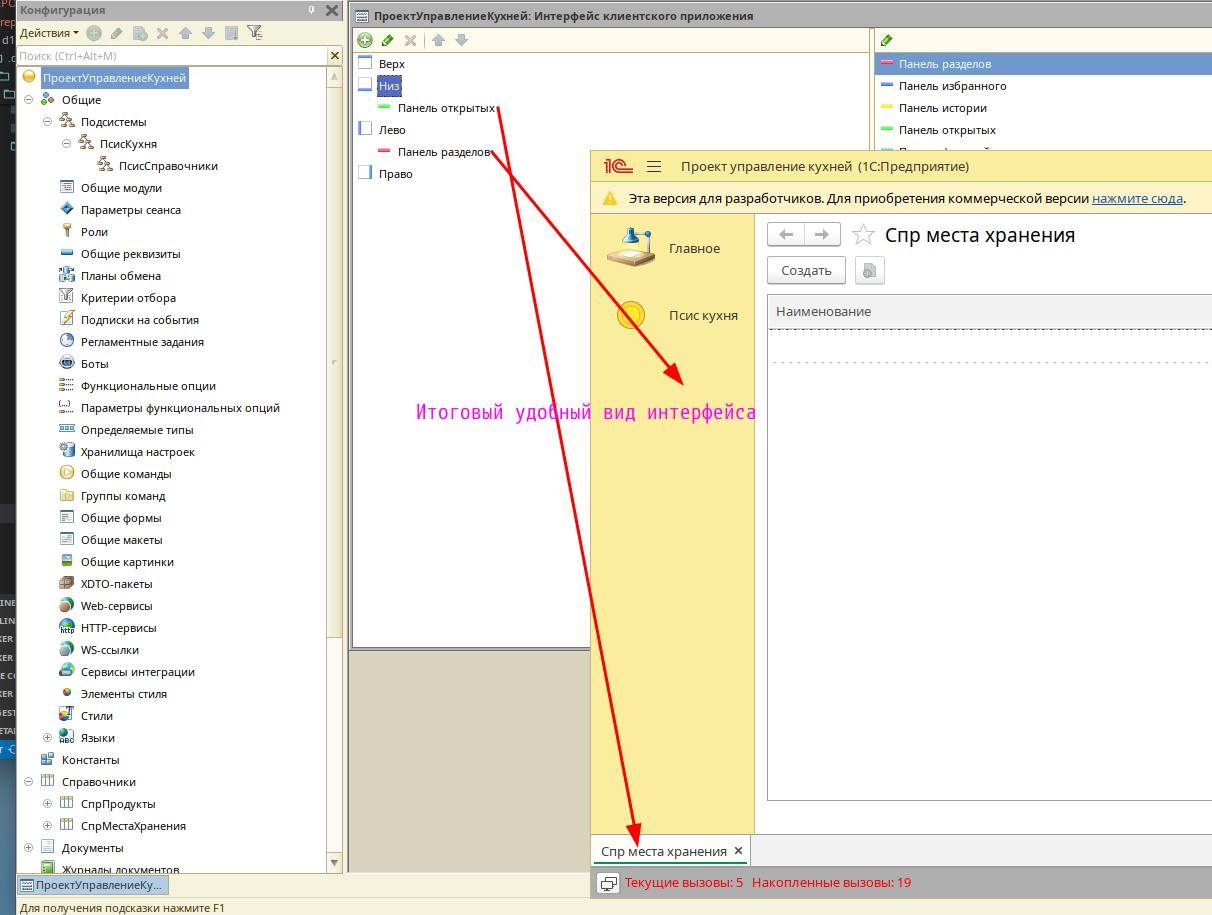 Конфигурация
Действия
Поиск (Ctrl+Alt+M)
ПроектУправлениеКухней
Общие
Подсистемы
ПсисКухня
ПсисСправочники
Общие модули
Параметры сеанса
Роли
Общие реквизиты
Планы обмена
Критерии отбора
Подписки на события
Регламентные задания
Боты
Функциональные опции
Параметры функциональных опций
Определяемые типы
Хранилища настроек
Общие команды
Группы команд
Общие формы
Общие макеты
Общие картинки
XDTO-пакеты
Web-сервисы
HTTP-сервисы
WS-ссылки
Сервисы интеграции
Элементы стиля
Стили
Языки
Константы
Справочники
СпрПродукты
СпрМестаХранения
Документы
Журналы документов
ПроектУправлениеКу...
Для получения подсказки нажмите F1
ПроектУправлениеКухней: Интерфейс клиентского приложения
Верх
Низ
Панель открытых
Лево
Панель разделов
Право
Панель разделов
Панель избранного
Панель истории
Панель открытых
1С
Проект управление кухней (1С:Предприятие)
Эта версия для разработчиков. Для приобретения коммерческой версии нажмите сюда.
Главное
Псис кухня
Спр места хранения
Создать
Наименование
Итоговый удобный вид интерфейса
Спр места хранения
Текущие вызовы: 5 Накопленные вызовы: 19